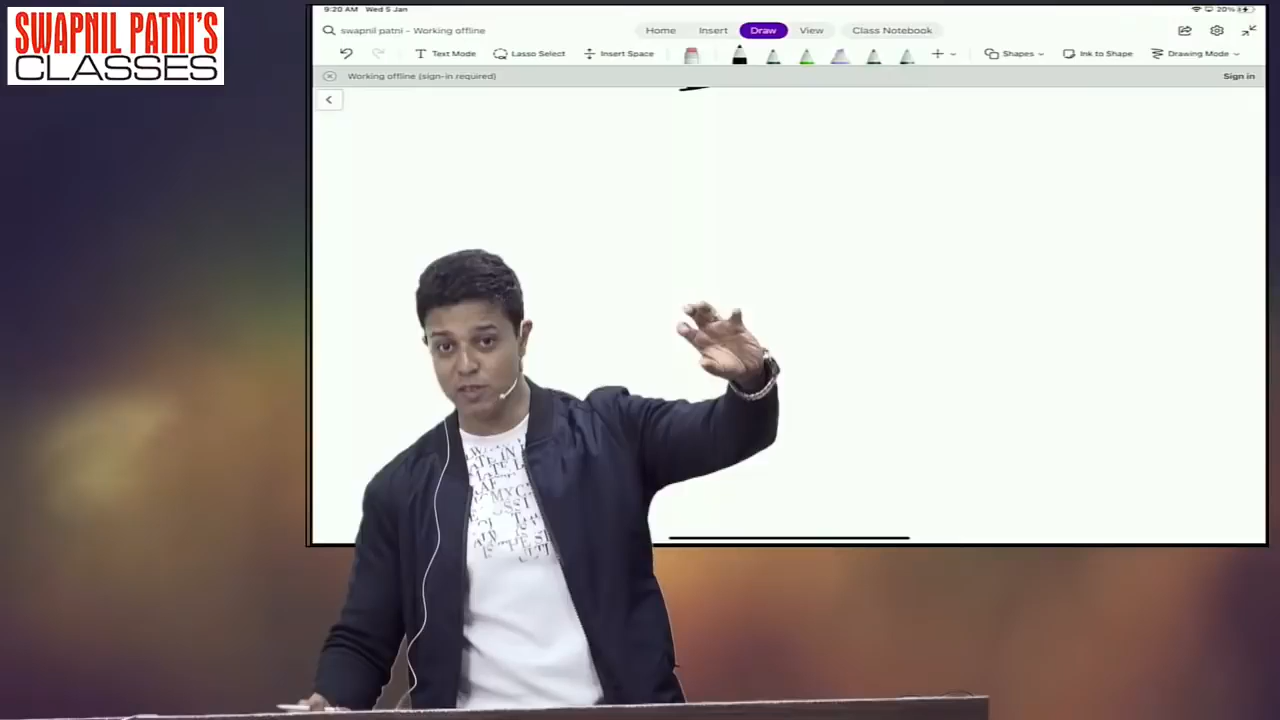 SWAPNIL PATNI'S
CLASSES
9:20 AM Wed 5 Jan
20%
swapnil patni - Working offline
Home
Insert
Draw
View
Class Notebook
Text Mode
Lasso Select
Insert Space
Shapes
Ink to Shape
Drawing Mode
Working offline (sign-in required)
Sign in